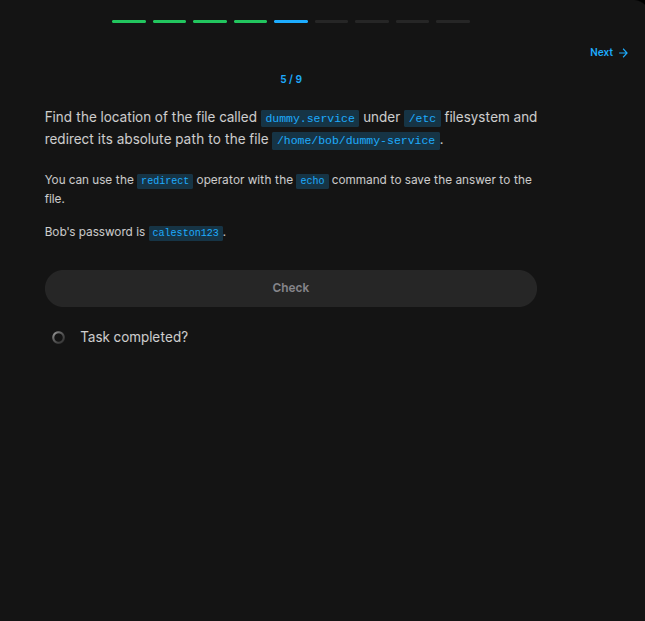 Next →
5 / 9
Find the location of the file called dummy.service under /etc filesystem and
redirect its absolute path to the file /home/bob/dummy-service.
You can use the redirect operator with the echo command to save the answer to the
file.
Bob's password is caleston123.
Check
Task completed?